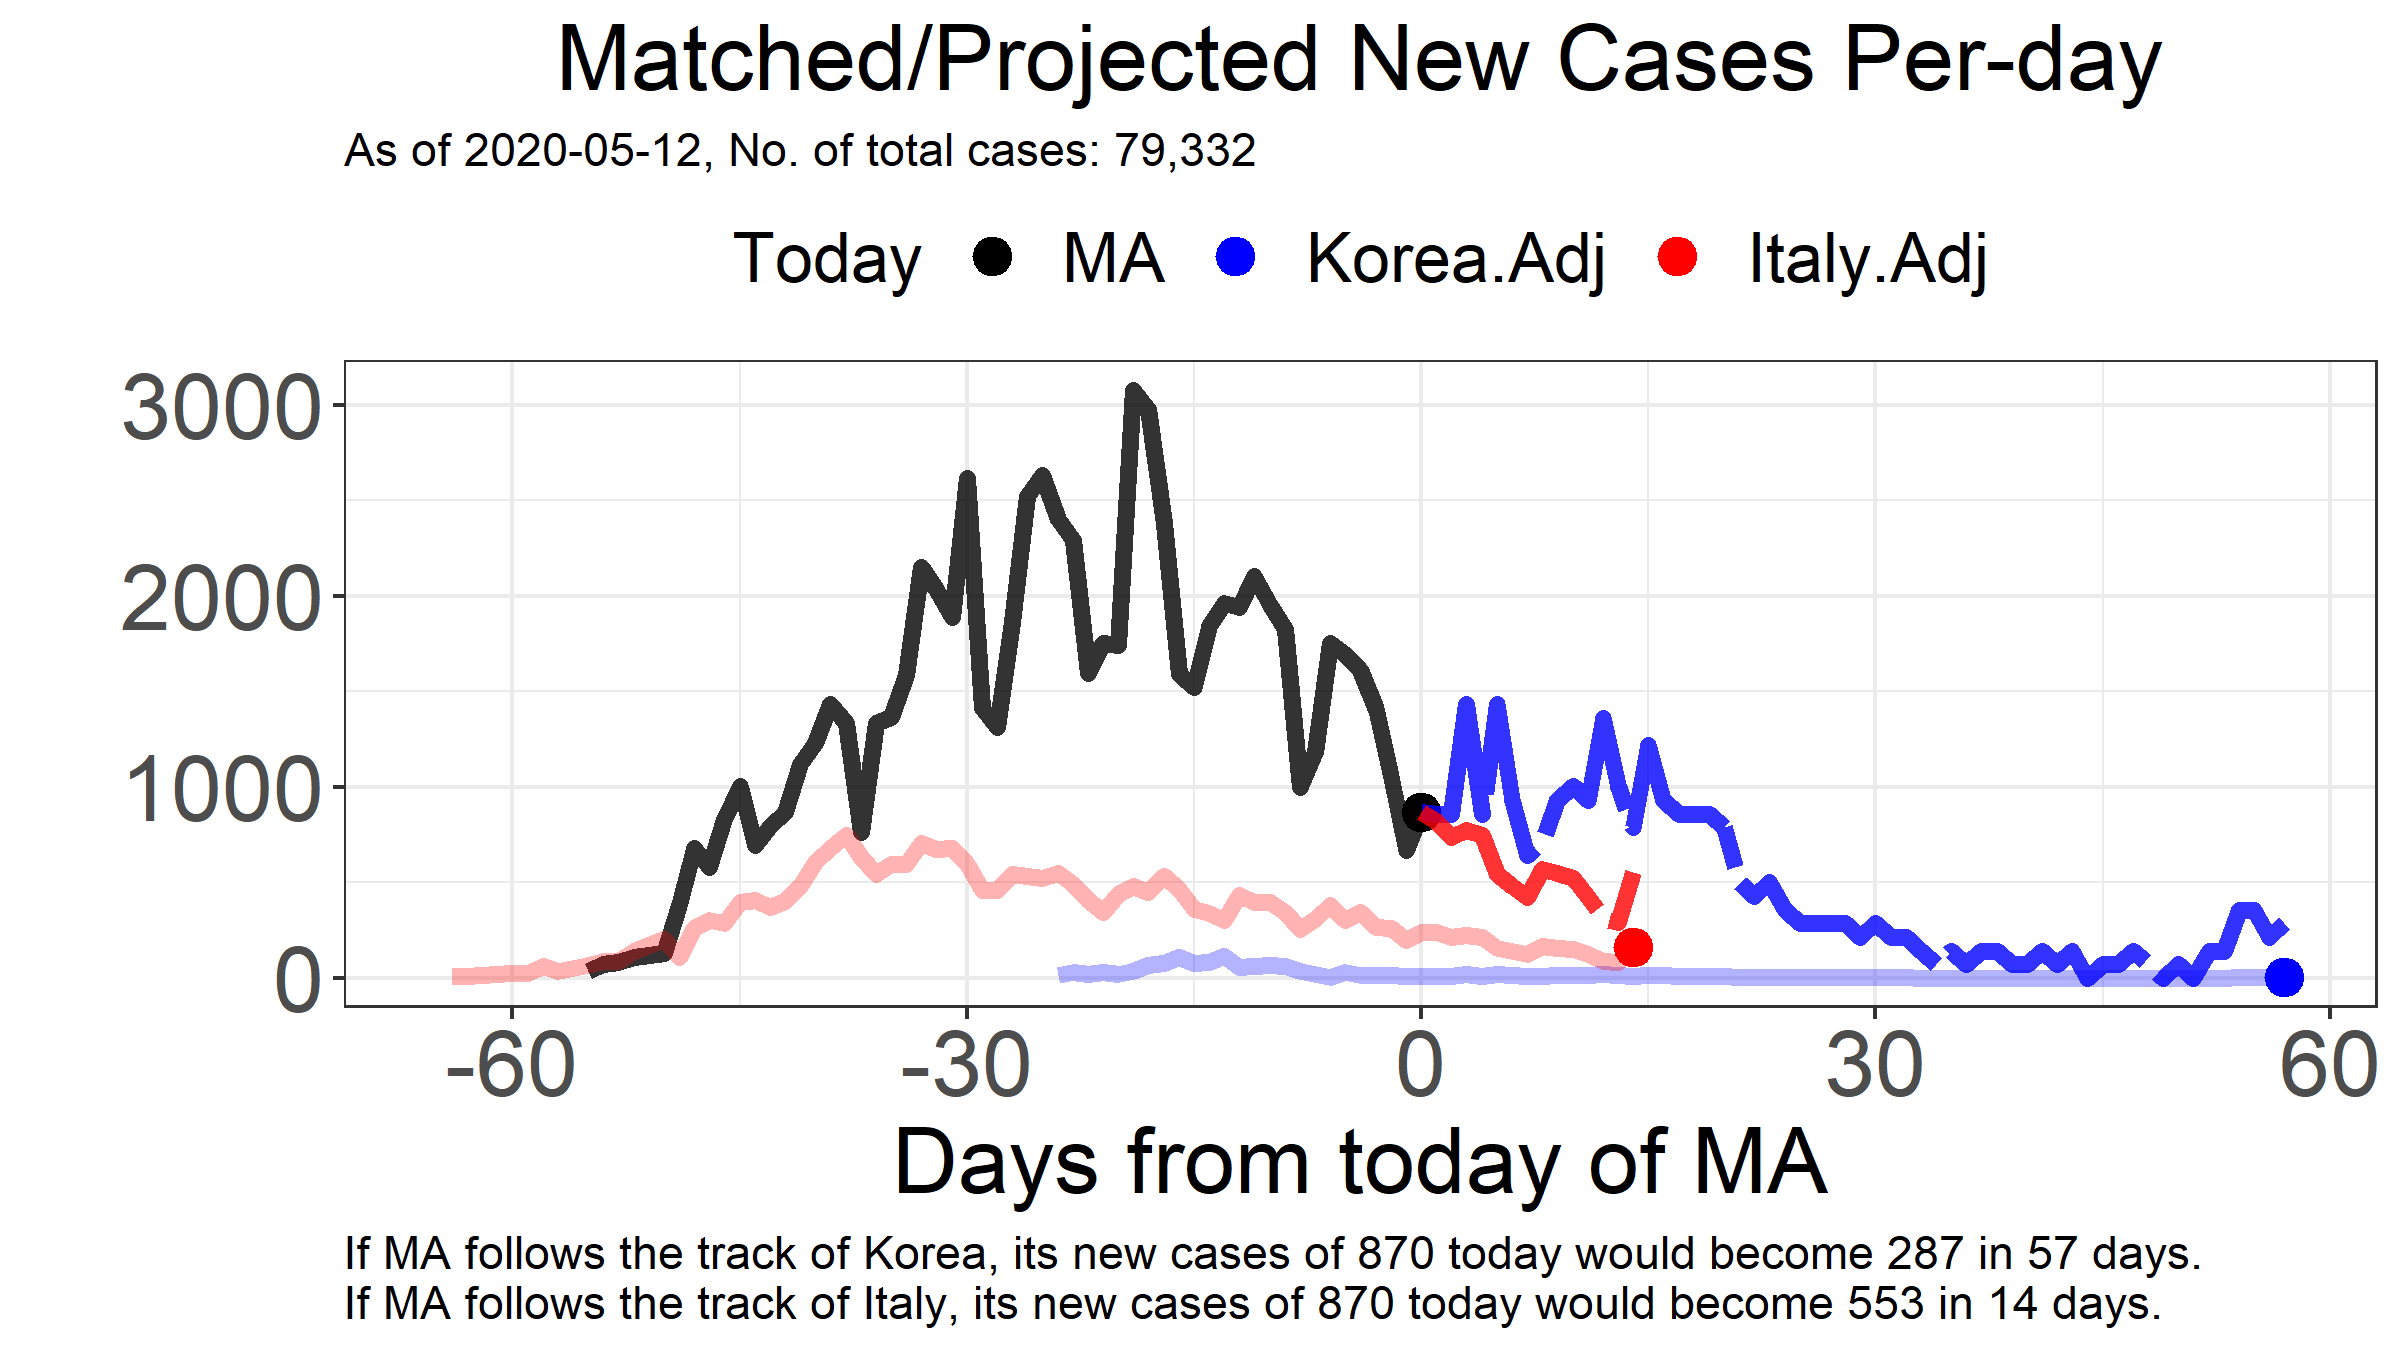 Matched/Projected New Cases Per-day
As of 2020-05-12, No. of total cases: 79,332
Today MA Korea.Adj Italy.Adj
3000
2000
1000
0
-60 -30 0 30 60
Days from today of MA
If MA follows the track of Korea, its new cases of 870 today would become 287 in 57 days.
If MA follows the track of Italy, its new cases of 870 today would become 553 in 14 days.